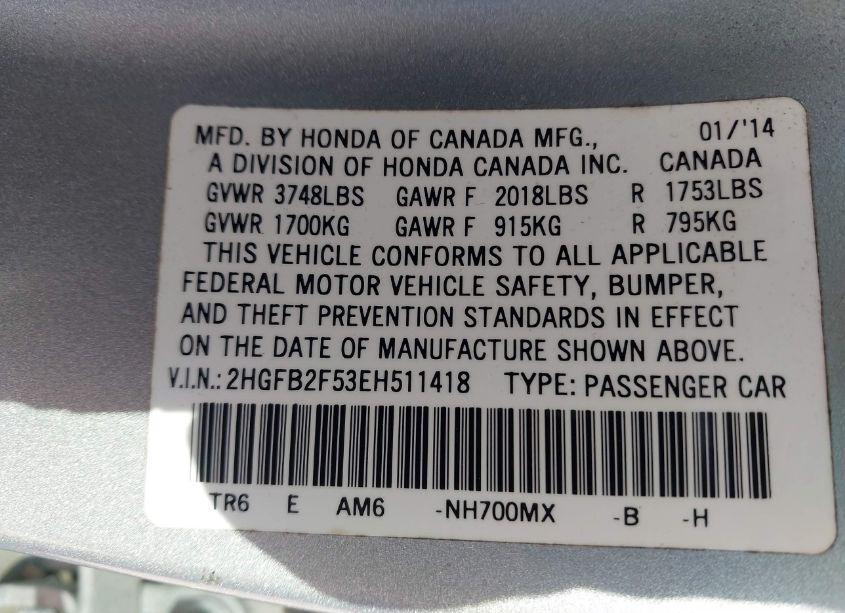 MFD. BY HONDA OF CANADA MFG., 01/'14
A DIVISION OF HONDA CANADA INC. CANADA
GVWR 3748LBS GAWR F 2018LBS R 1753LBS
GVWR 1700KG GAWR F 915KG R 795KG
THIS VEHICLE CONFORMS TO ALL APPLICABLE
FEDERAL MOTOR VEHICLE SAFETY, BUMPER,
AND THEFT PREVENTION STANDARDS IN EFFECT
ON THE DATE OF MANUFACTURE SHOWN ABOVE.
V.I.N.: 2HGFB2F53EH511418 TYPE: PASSENGER CAR
TR6 E AM6 -NH700MX -B -H